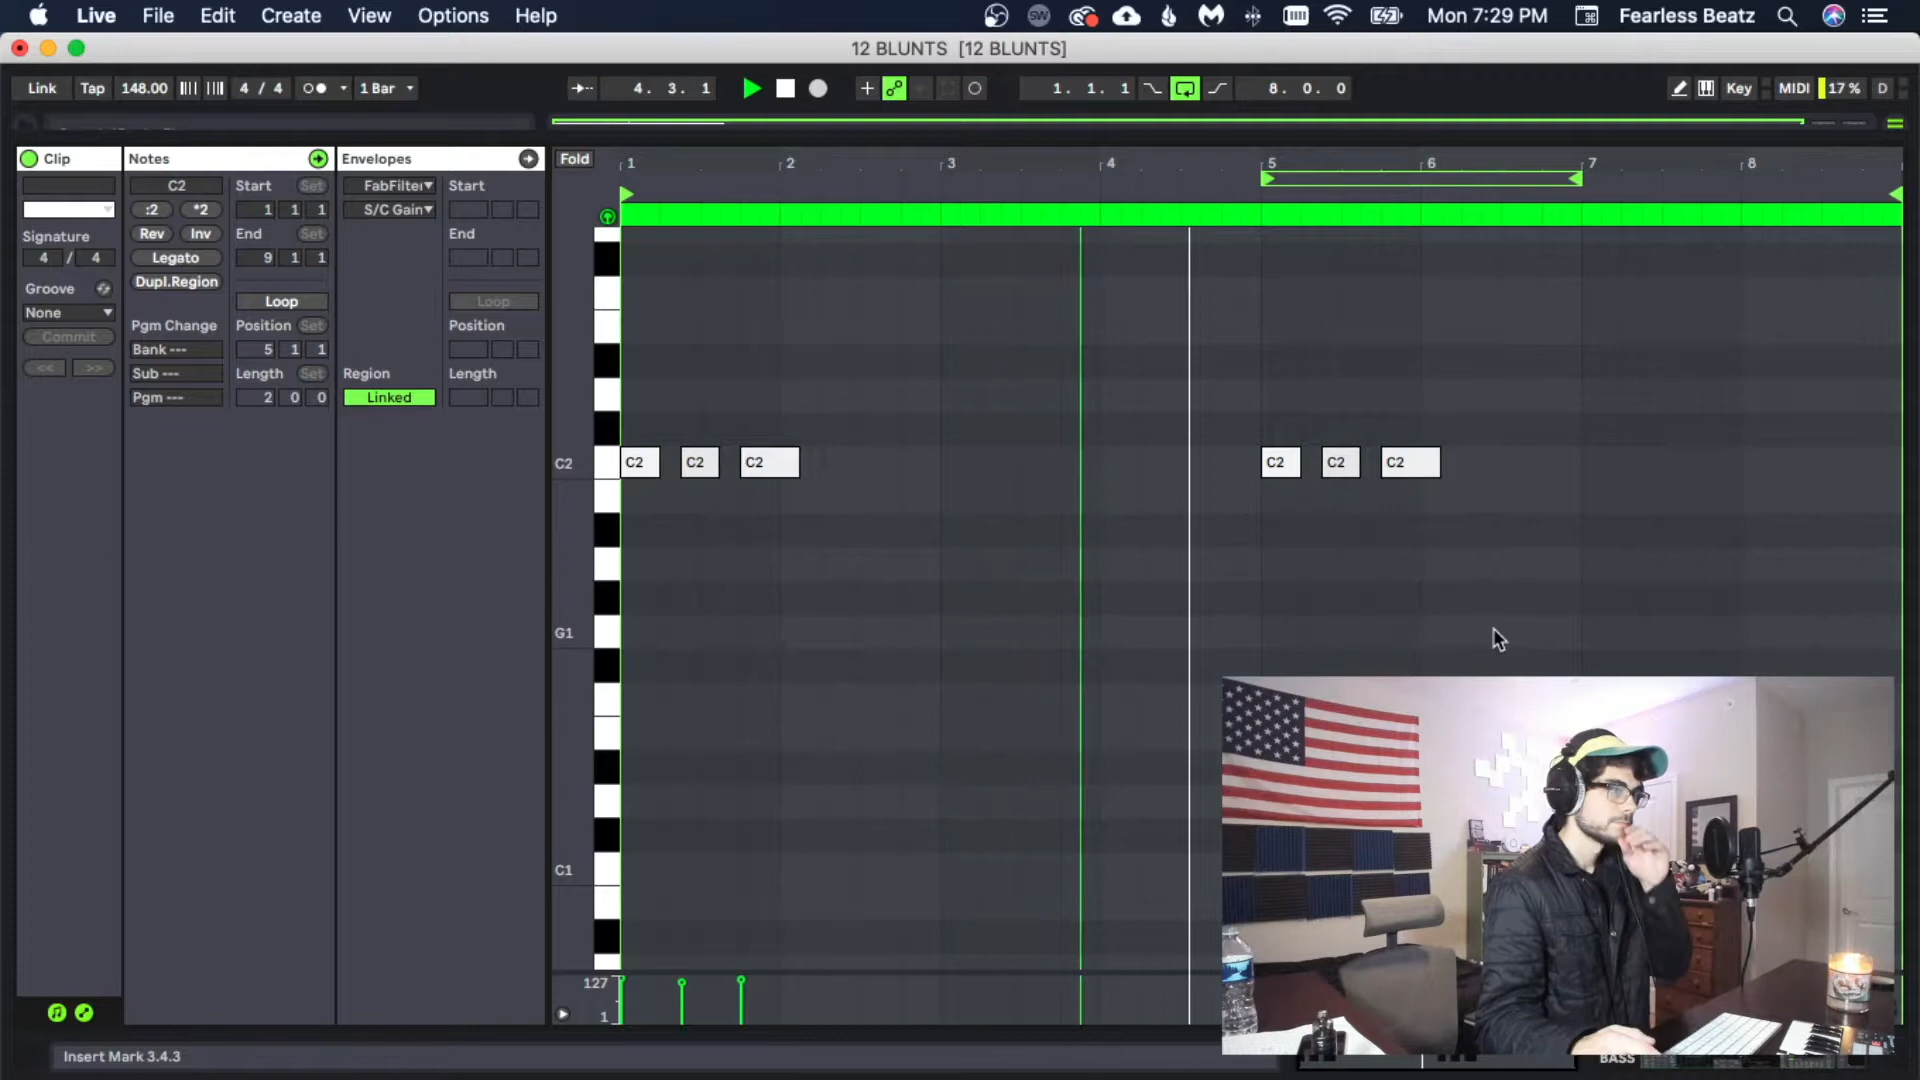 Live File Edit Create View Options Help Mon 7:29 PM Fearless Beatz
12 BLUNTS [12 BLUNTS]
Link Tap 148.00 4 / 4 1 Bar 4. 3. 1 1. 1. 1 8. 0. 0 Key MIDI 17 % D
Clip Notes Envelopes Fold 1 2 3 4 5 6 7 8
C2 Start Set FabFilter Start
:2 *2 1 1 1 S/C Gain
Signature Rev Inv End Set End
4 / 4 Legato 9 1 1
Groove Dupl.Region
None Loop Loop
Commit Pgm Change Position Set Position
Bank --- 5 1 1
<< >> Sub --- Length Set Region Length
Pgm --- 2 0 0 Linked
C2 C2 C2 C2 C2 C2 C2
G1
C1
127
1
Insert Mark 3.4.3 BASS